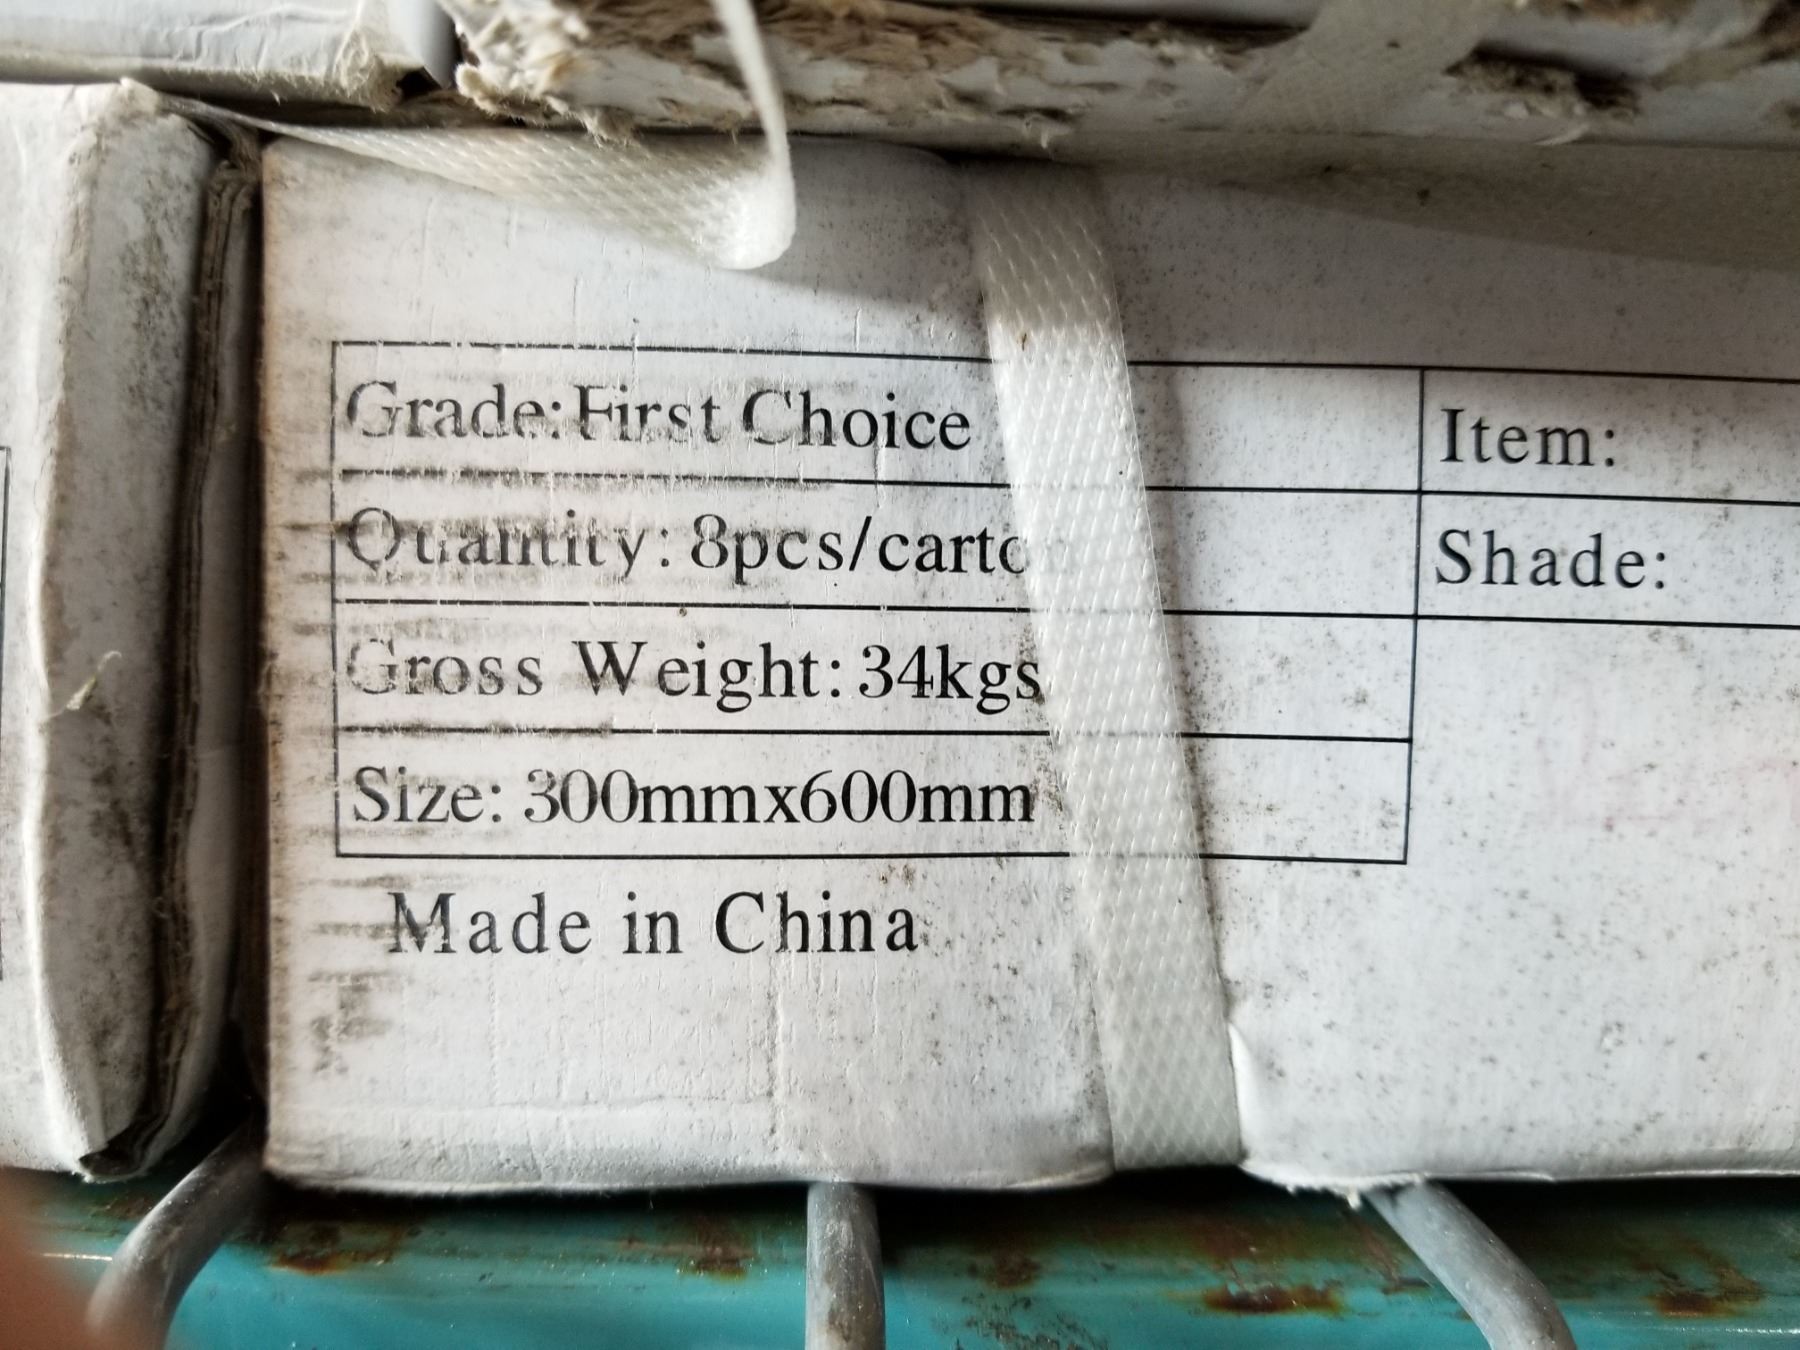 Grade: First Choice
Item:
Quantity: 8pcs/carto
Shade:
Gross Weight: 34kgs
Size: 300mmx600mm
Made in China